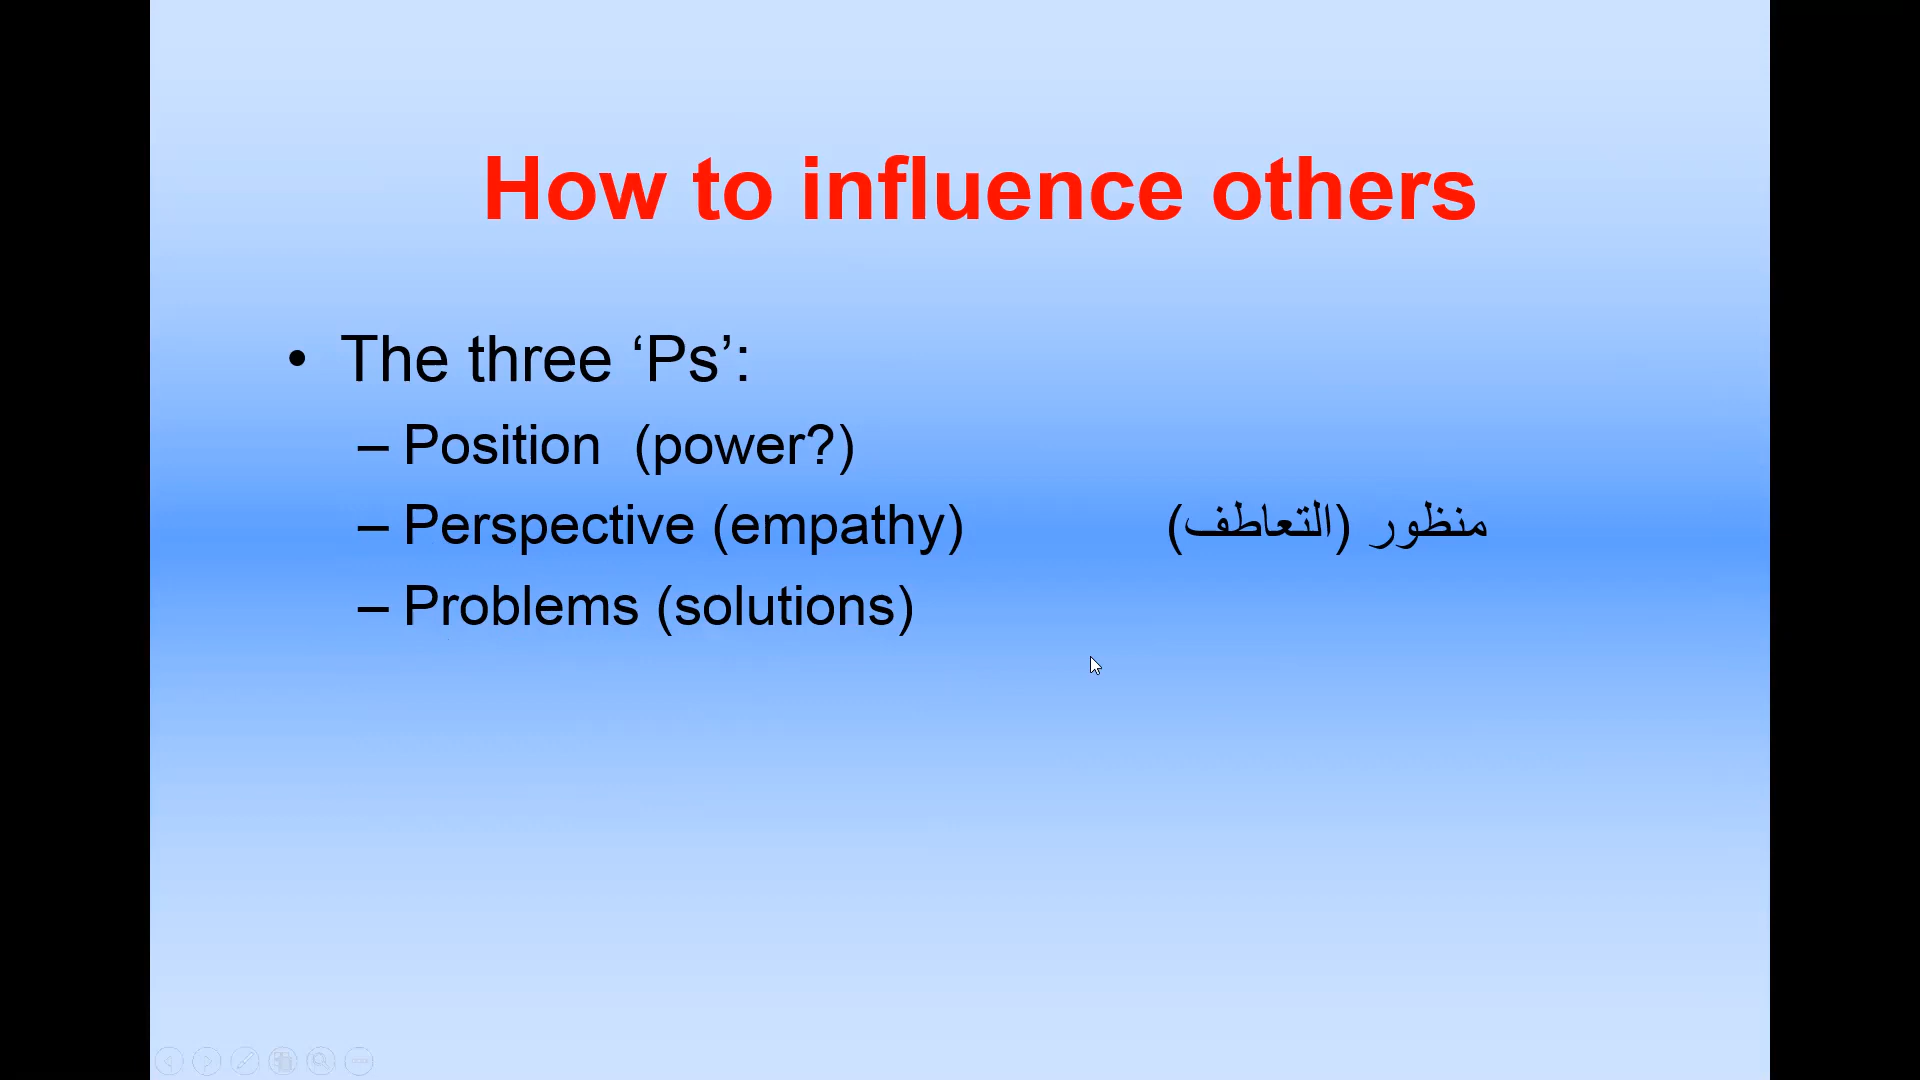 How to influence others
• The three ‘Ps’:
– Position (power?)
– Perspective (empathy) منظور (التعاطف)
– Problems (solutions)